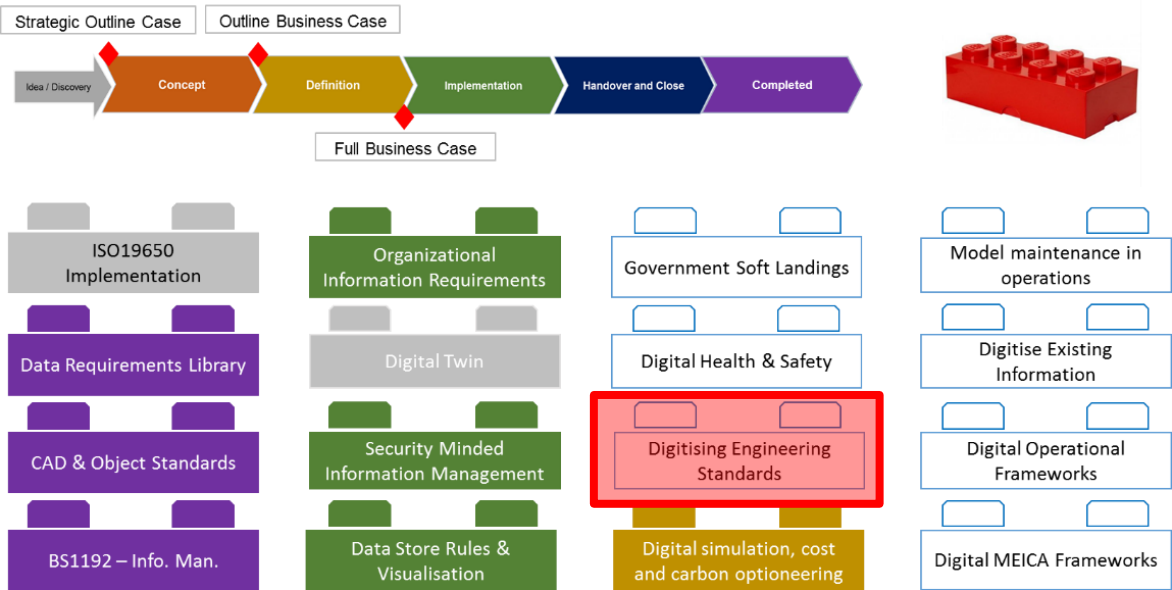 Strategic Outline Case
Outline Business Case
Idea / Discovery
Concept
Definition
Implementation
Handover and Close
Completed
Full Business Case
ISO19650
Implementation
Organizational
Information Requirements
Government Soft Landings
Model maintenance in
operations
Data Requirements Library
Digital Twin
Digital Health & Safety
Digitise Existing
Information
CAD & Object Standards
Security Minded
Information Management
Digitising Engineering
Standards
Digital Operational
Frameworks
BS1192 – Info. Man.
Data Store Rules &
Visualisation
Digital simulation, cost
and carbon optioneering
Digital MEICA Frameworks